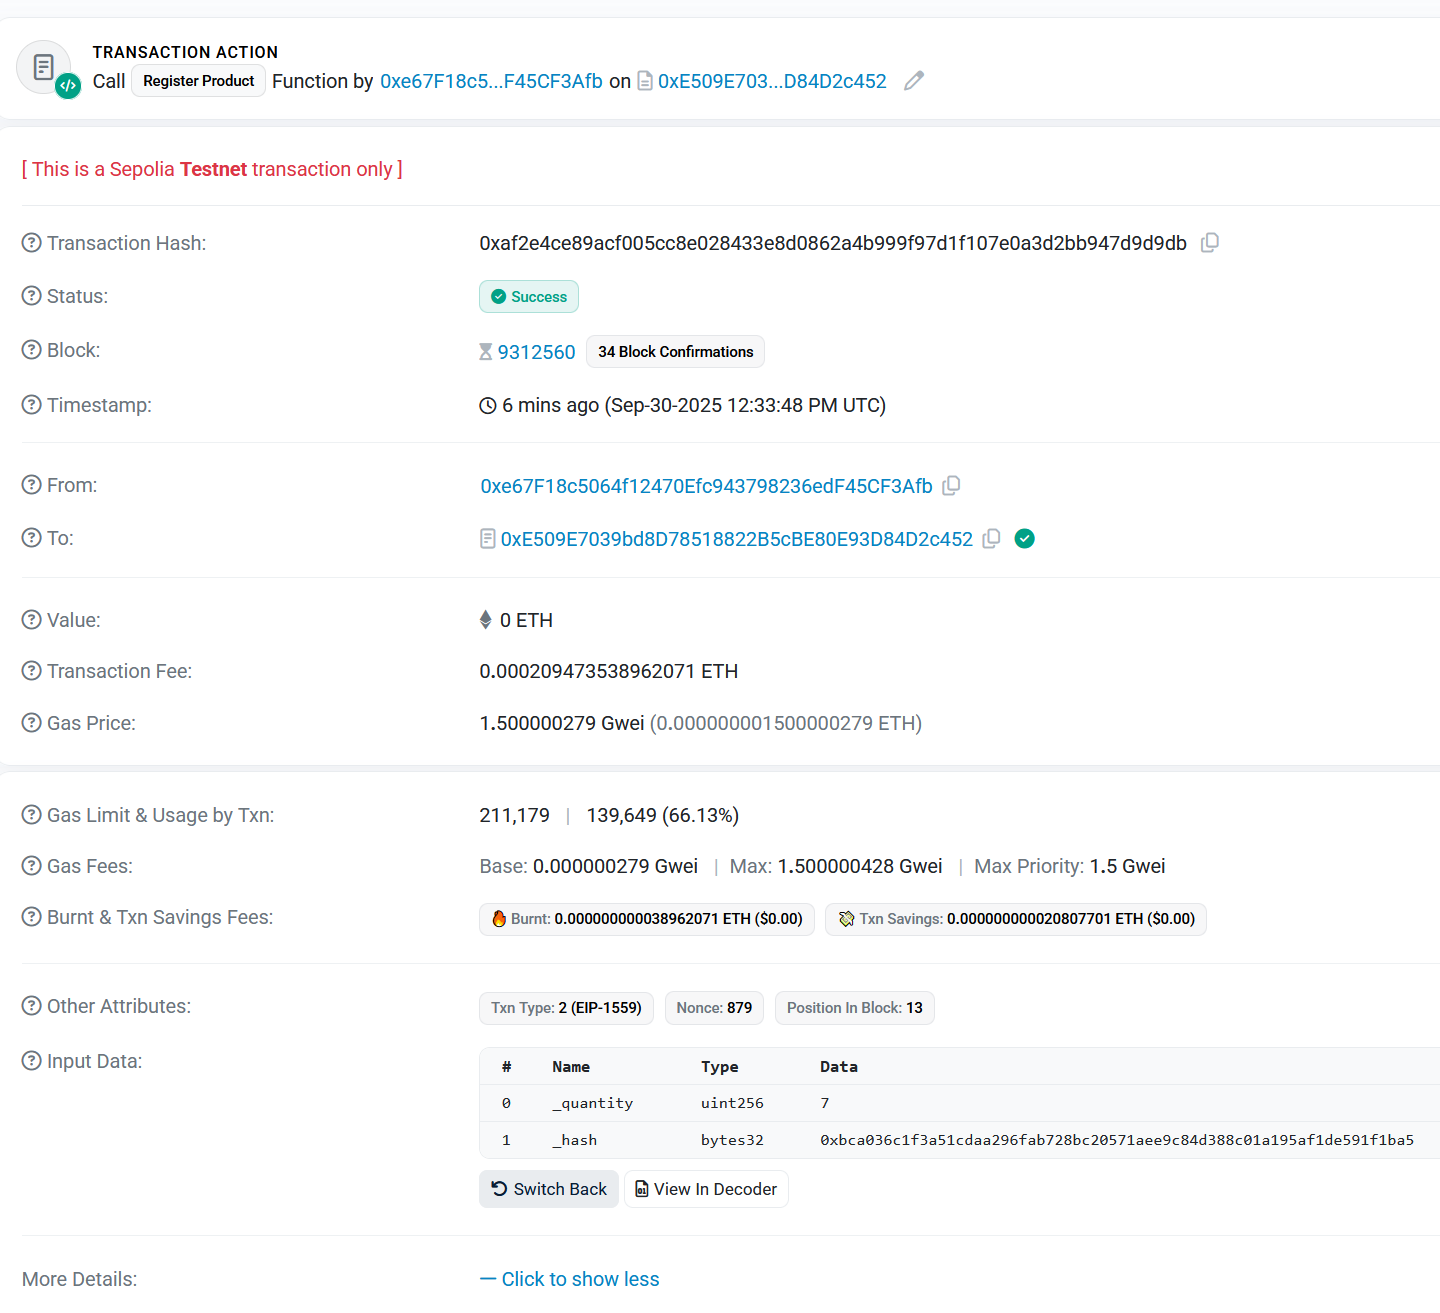 TRANSACTION ACTION
Call Register Product Function by 0xe67F18c5...F45CF3Afb on 0xE509E703...D84D2c452
[ This is a Sepolia Testnet transaction only ]
Transaction Hash: 0xaf2e4ce89acf005cc8e028433e8d0862a4b999f97d1f107e0a3d2bb947d9d9db
Status: Success
Block: 9312560 34 Block Confirmations
Timestamp: 6 mins ago (Sep-30-2025 12:33:48 PM UTC)
From: 0xe67F18c5064f12470Efc943798236edF45CF3Afb
To: 0xE509E7039bd8D78518822B5cBE80E93D84D2c452
Value: 0 ETH
Transaction Fee: 0.000209473538962071 ETH
Gas Price: 1.500000279 Gwei (0.000000001500000279 ETH)
Gas Limit & Usage by Txn: 211,179 | 139,649 (66.13%)
Gas Fees: Base: 0.000000279 Gwei | Max: 1.500000428 Gwei | Max Priority: 1.5 Gwei
Burnt & Txn Savings Fees: Burnt: 0.000000000038962071 ETH ($0.00) Txn Savings: 0.000000000020807701 ETH ($0.00)
Other Attributes: Txn Type: 2 (EIP-1559) Nonce: 879 Position In Block: 13
Input Data: # Name Type Data
0 _quantity uint256 7
1 _hash bytes32 0xbca036c1f3a51cdaa296fab728bc20571aee9c84d388c01a195af1de591f1ba5
Switch Back View In Decoder
More Details: — Click to show less